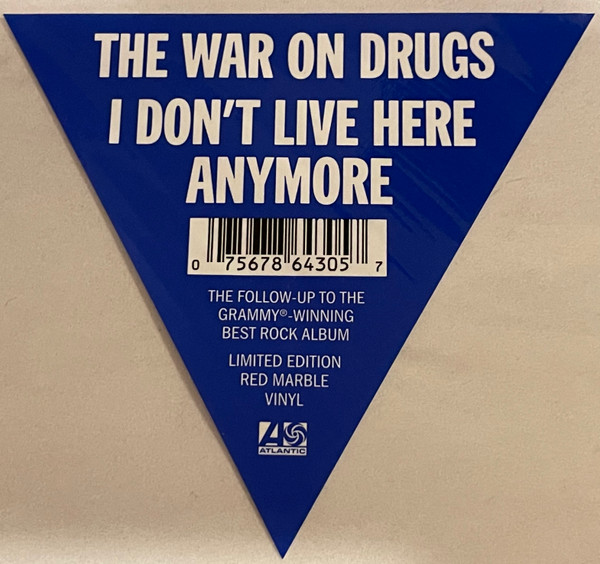 THE WAR ON DRUGS
I DON'T LIVE HERE
ANYMORE
0 75678 64305 7
THE FOLLOW-UP TO THE
GRAMMY®-WINNING
BEST ROCK ALBUM
LIMITED EDITION
RED MARBLE
VINYL
ATLANTIC